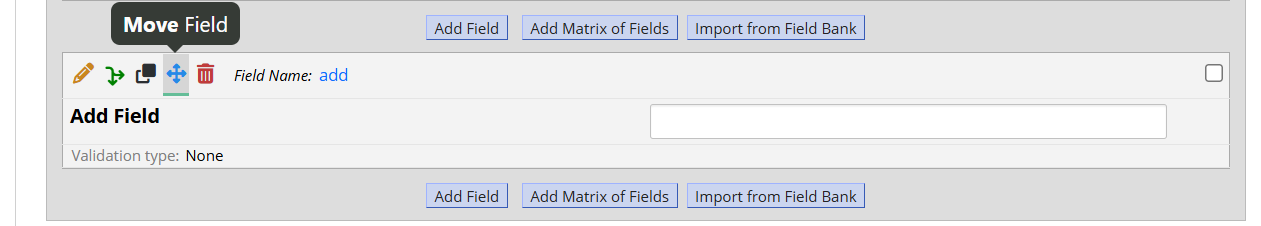 Move Field
Add Field Add Matrix of Fields Import from Field Bank
Field Name: add
Add Field
Validation type: None
Add Field Add Matrix of Fields Import from Field Bank